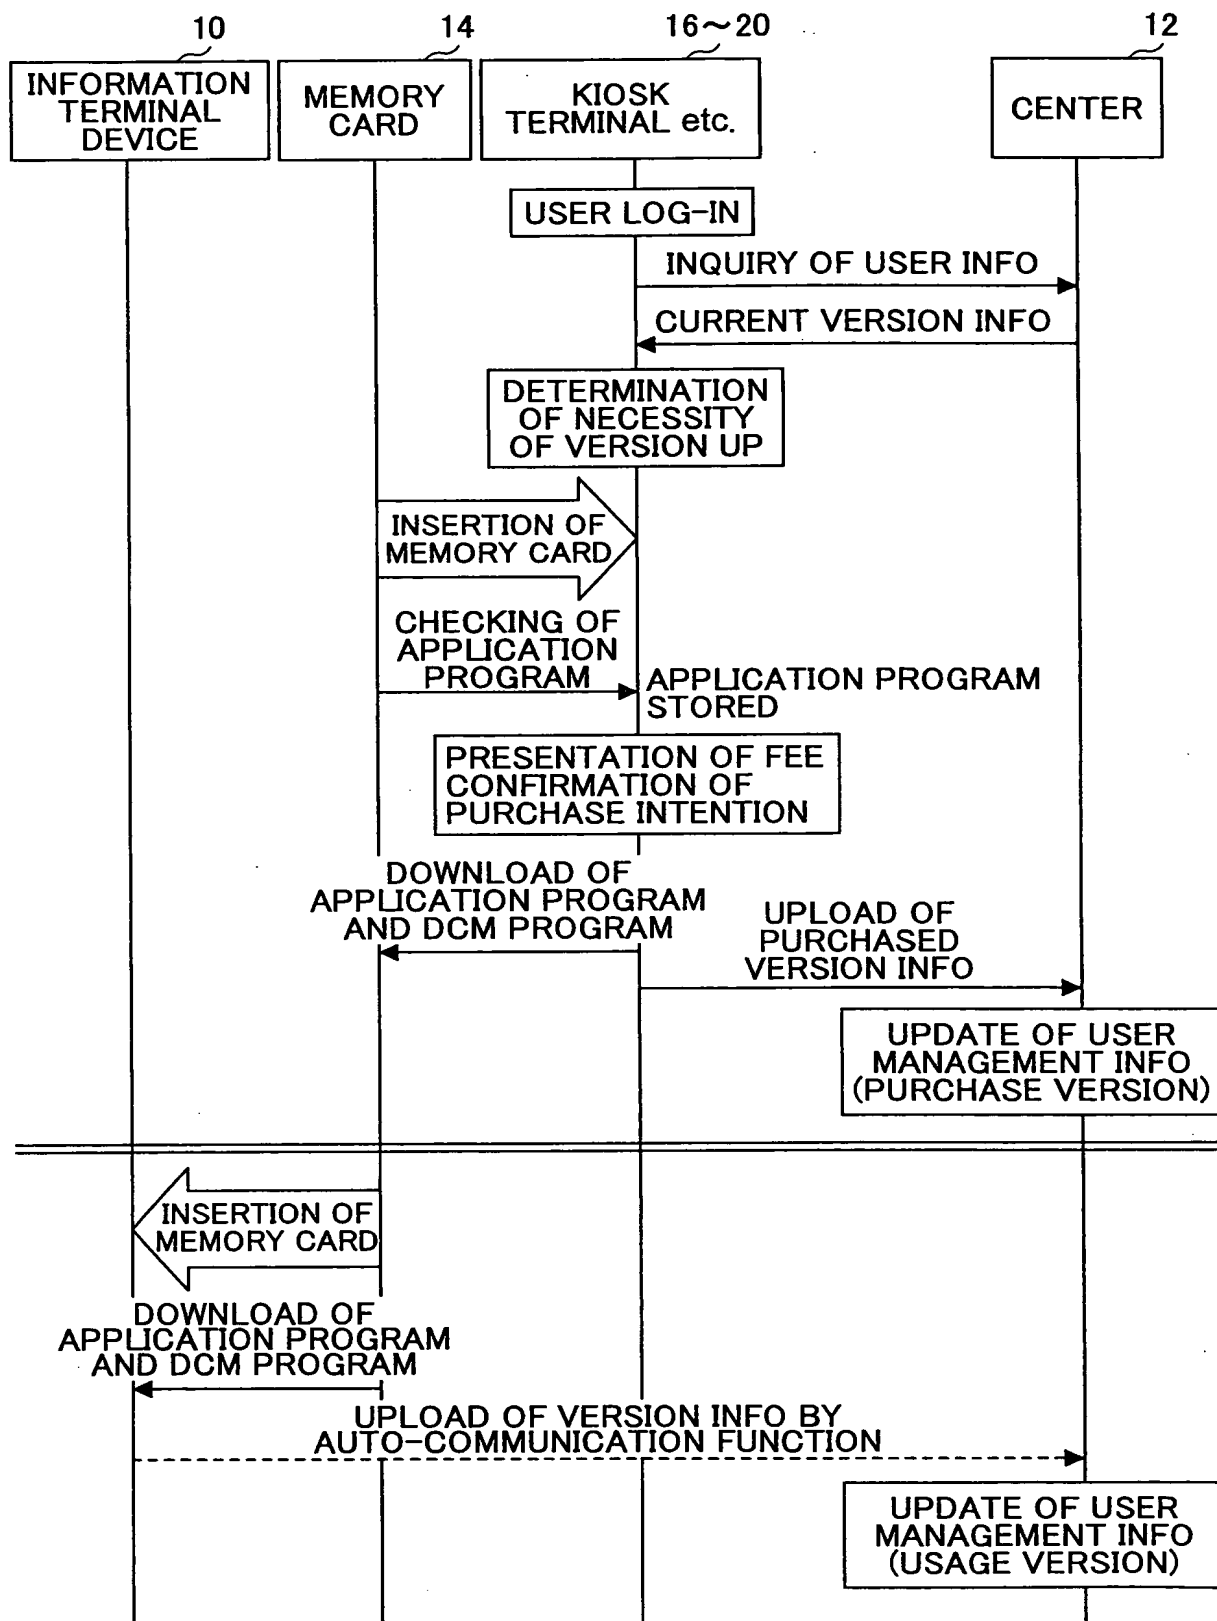 10
14
16~20
12
INFORMATION
TERMINAL
DEVICE
MEMORY
CARD
KIOSK
TERMINAL etc.
CENTER
USER LOG-IN
INQUIRY OF USER INFO
CURRENT VERSION INFO
DETERMINATION
OF NECESSITY
OF VERSION UP
INSERTION OF
MEMORY CARD
CHECKING OF
APPLICATION
PROGRAM
APPLICATION PROGRAM
STORED
PRESENTATION OF FEE
CONFIRMATION OF
PURCHASE INTENTION
DOWNLOAD OF
APPLICATION PROGRAM
AND DCM PROGRAM
UPLOAD OF
PURCHASED
VERSION INFO
UPDATE OF USER
MANAGEMENT INFO
(PURCHASE VERSION)
INSERTION OF
MEMORY CARD
DOWNLOAD OF
APPLICATION PROGRAM
AND DCM PROGRAM
UPLOAD OF VERSION INFO BY
AUTO-COMMUNICATION FUNCTION
UPDATE OF USER
MANAGEMENT INFO
(USAGE VERSION)